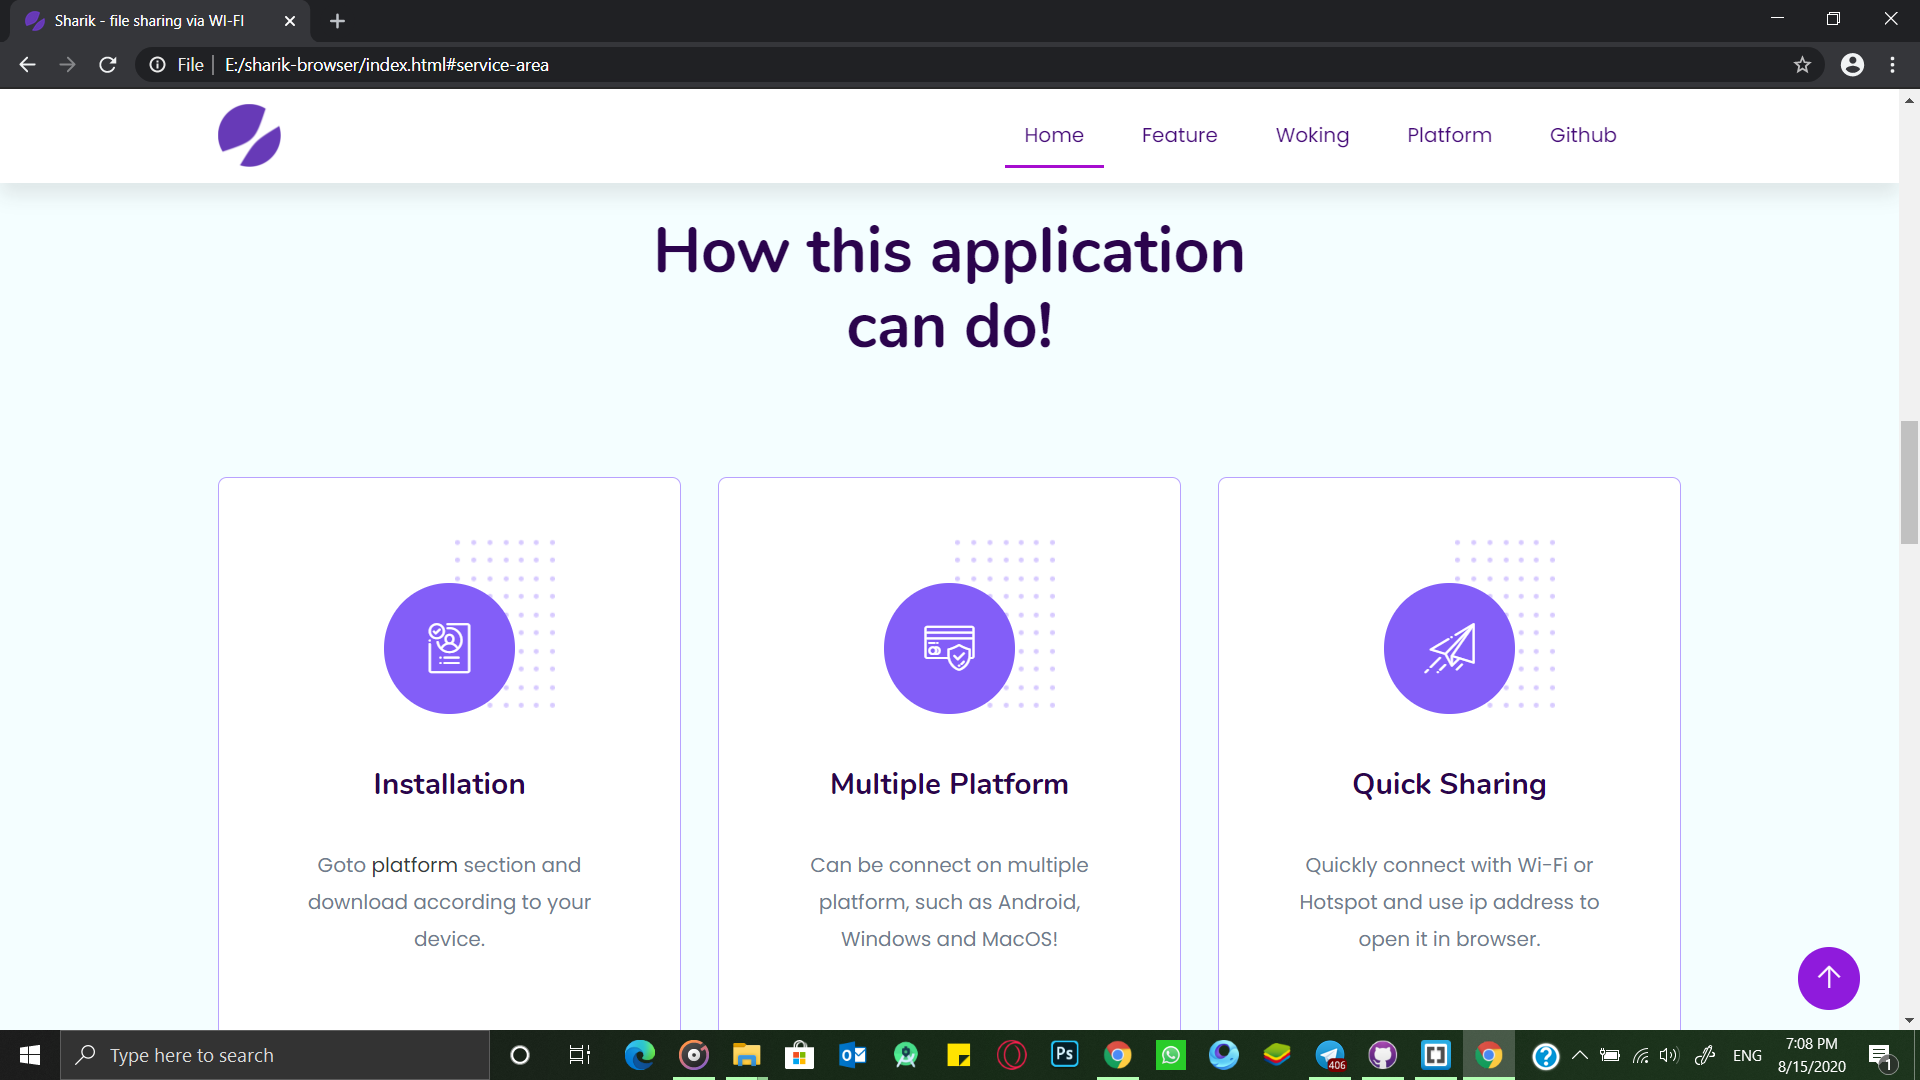 Sharik - file sharing via WI-FI
File
E:/sharik-browser/index.html#service-area
Home Feature Woking Platform Github
How this application
can do!
Installation
Goto platform section and
download according to your
device.
Multiple Platform
Can be connect on multiple
platform, such as Android,
Windows and MacOS!
Quick Sharing
Quickly connect with Wi-Fi or
Hotspot and use ip address to
open it in browser.
Type here to search
Ps
406
ENG
7:08 PM
8/15/2020
1